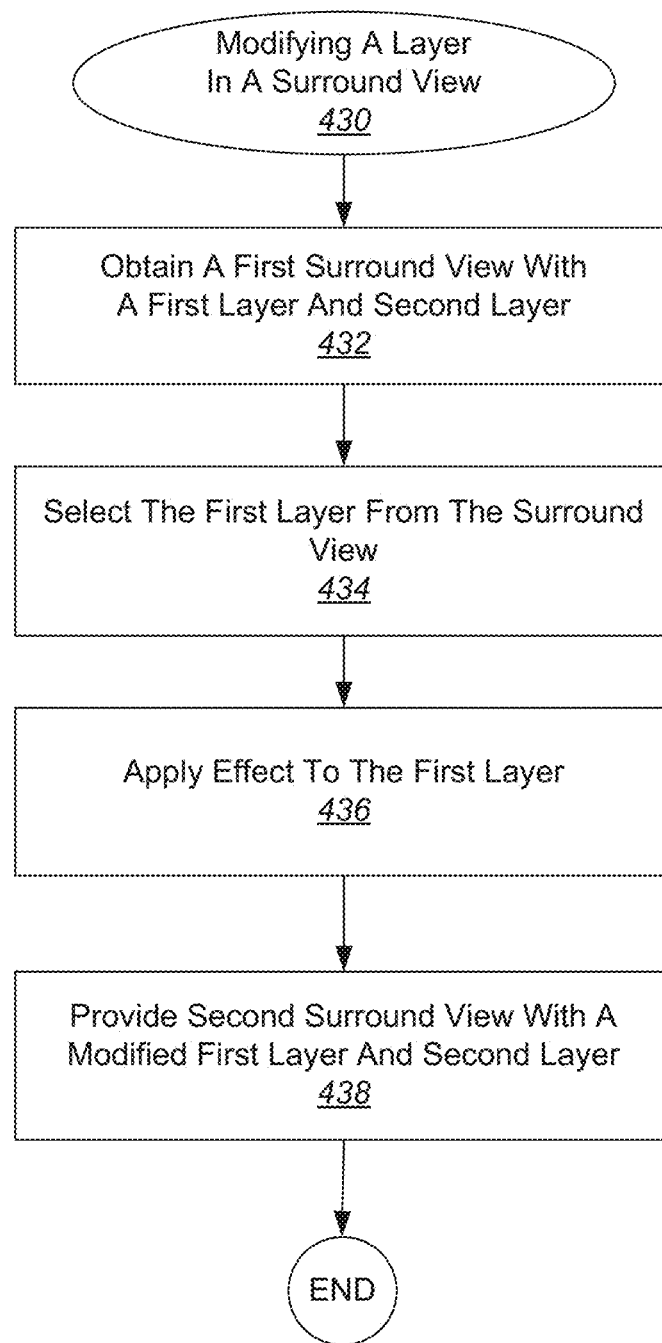 Modifying A Layer
In A Surround View
430
Obtain A First Surround View With
A First Layer And Second Layer
432
Select The First Layer From The Surround
View
434
Apply Effect To The First Layer
436
Provide Second Surround View With A
Modified First Layer And Second Layer
438
END